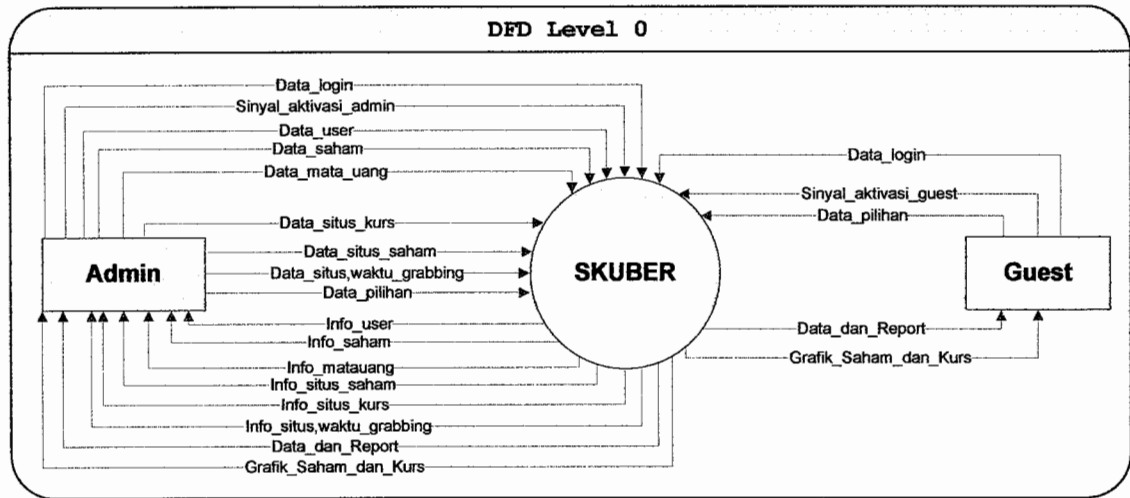 DFD Level 0
Data_login
Sinyal_aktivasi_admin
Data_user
Data_saham
Data_mata_uang
Data_situs_kurs
Data_situs_saham
Data_situs,waktu_grabbing
Data_pilihan
Admin
Info_user
Info_saham
Info_matauang
Info_situs_saham
Info_situs_kurs
Info_situs,waktu_grabbing
Data_dan_Report
Grafik_Saham_dan_Kurs
SKUBER
Data_login
Sinyal_aktivasi_guest
Data_pilihan
Guest
Data_dan_Report
Grafik_Saham_dan_Kurs